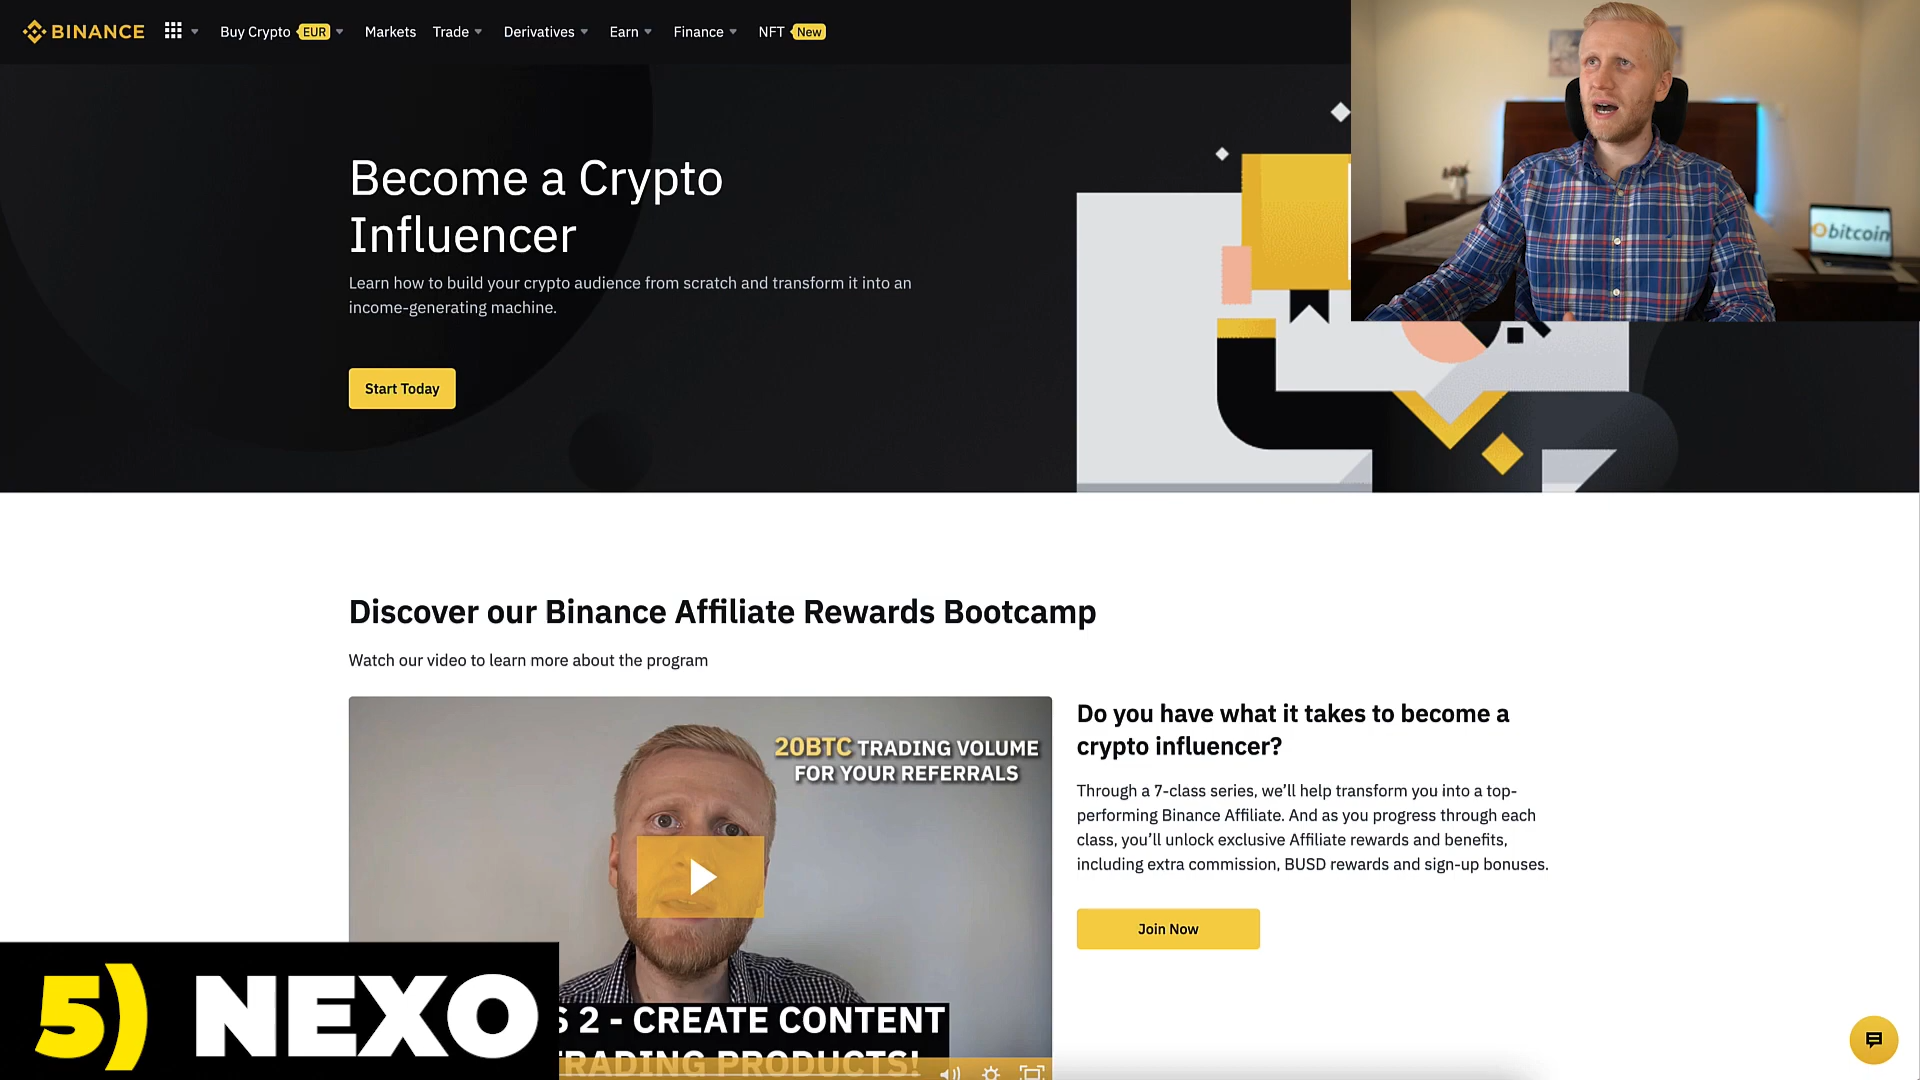 BINANCE
Buy Crypto EUR Markets Trade Derivatives Earn Finance NFT New
Become a Crypto
Influencer
Learn how to build your crypto audience from scratch and transform it into an
income-generating machine.
Start Today
bitcoin
Discover our Binance Affiliate Rewards Bootcamp
Watch our video to learn more about the program
20BTC TRADING VOLUME
FOR YOUR REFERRALS
S 2 - CREATE CONTENT
TRADING PRODUCTS!
Do you have what it takes to become a
crypto influencer?
Through a 7-class series, we’ll help transform you into a top-
performing Binance Affiliate. And as you progress through each
class, you’ll unlock exclusive Affiliate rewards and benefits,
including extra commission, BUSD rewards and sign-up bonuses.
Join Now
5) NEXO